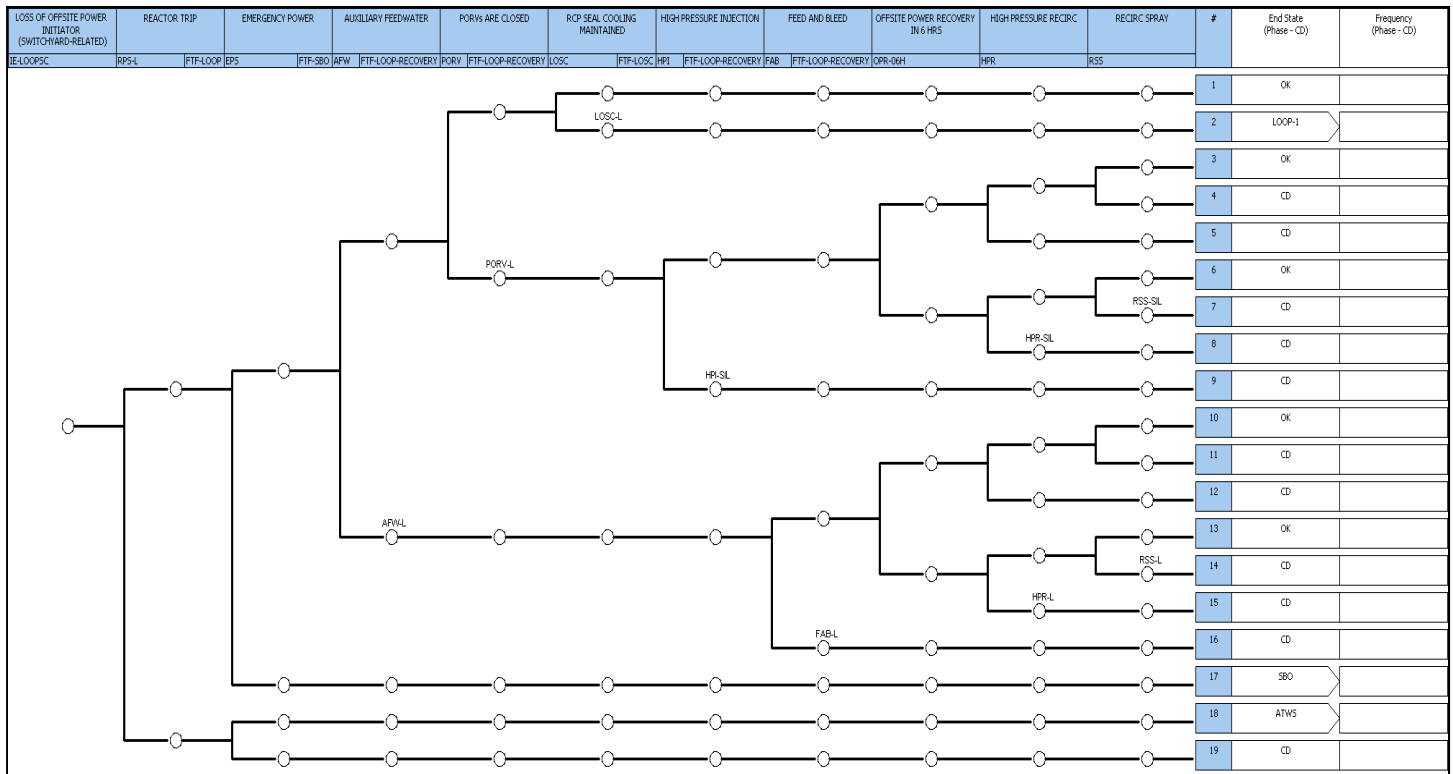 LOSS OF OFFSITE POWER
INITIATOR
(SWITCHYARD-RELATED)
REACTOR TRIP
EMERGENCY POWER
AUXILIARY FEEDWATER
PORVs ARE CLOSED
RCP SEAL COOLING
MAINTAINED
HIGH PRESSURE INJECTION
FEED AND BLEED
OFFSITE POWER RECOVERY
IN 6 HRS
HIGH PRESSURE RECIRC
RECIRC SPRAY
#
End State
(Phase - CD)
Frequency
(Phase - CD)
IE-LOOPSC
RPS-L
FTF-LOOP
EPS
FTF-SBO
AFW
FTF-LOOP-RECOVERY
PORV
FTF-LOOP-RECOVERY
LOSC
FTF-LOSC
HPI
FTF-LOOP-RECOVERY
FAB
FTF-LOOP-RECOVERY
OPR-06H
HPR
RSS
1 OK
LOSC-L
2 LOOP-1
3 OK
4 CD
5 CD
PORV-L
6 OK
RSS-SIL
7 CD
HPR-SIL
8 CD
HPI-SIL
9 CD
10 OK
11 CD
12 CD
AFW-L
13 OK
RSS-L
14 CD
HPR-L
15 CD
FAB-L
16 CD
17 SBO
18 ATWS
19 CD